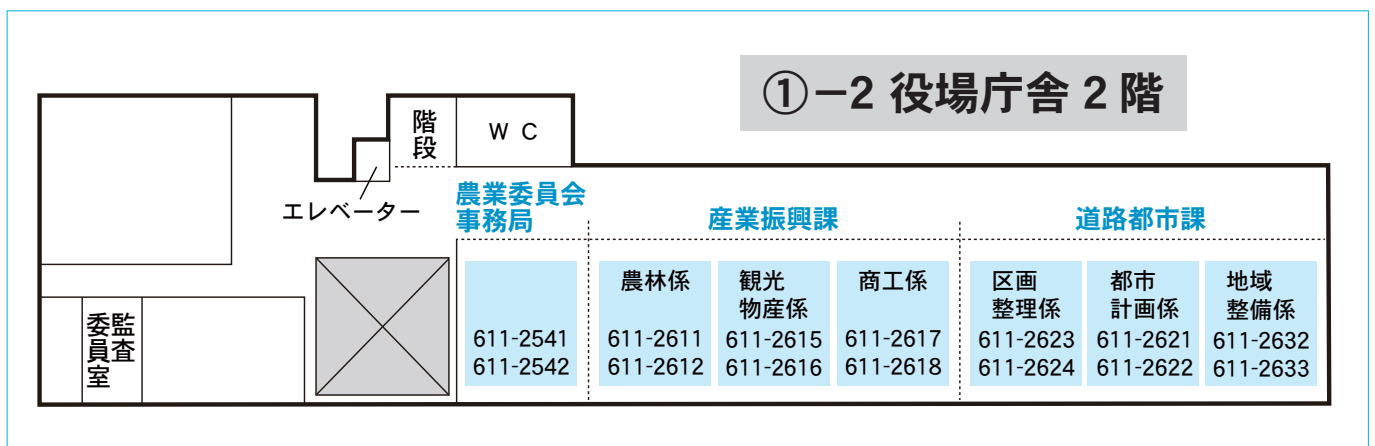 ①−2 役場庁舎 2 階
階段
W C
エレベーター
農業委員会
事務局
611-2541
611-2542
産業振興課
農林係
611-2611
611-2612
観光
物産係
611-2615
611-2616
商工係
611-2617
611-2618
道路都市課
区画
整理係
611-2623
611-2624
都市
計画係
611-2621
611-2622
地域
整備係
611-2632
611-2633
監査
委員室